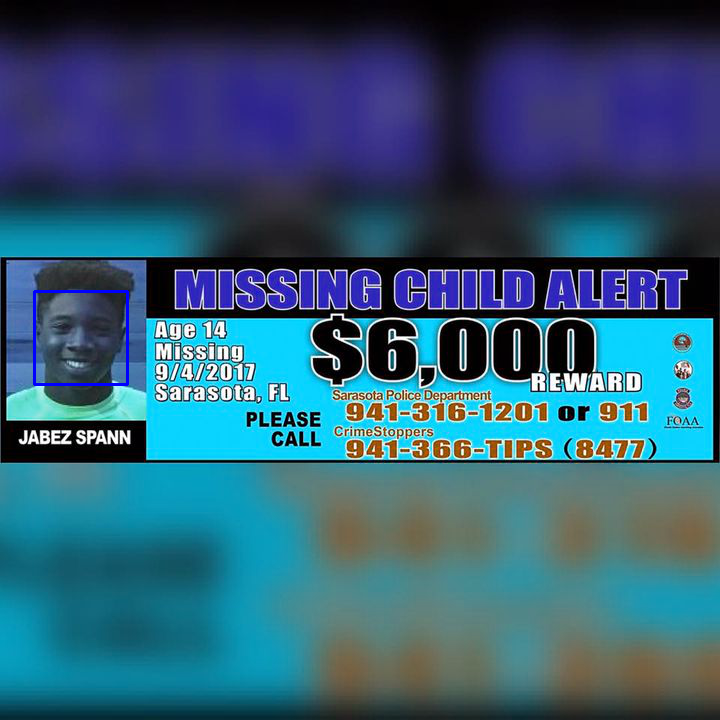 MISSING CHILD ALERT
Age 14
Missing
9/4/2017
Sarasota, FL
$6,000
REWARD
PLEASE
CALL
Sarasota Police Department
941-316-1201 or 911
CrimeStoppers
941-366-TIPS (8477)
JABEZ SPANN
FOAA